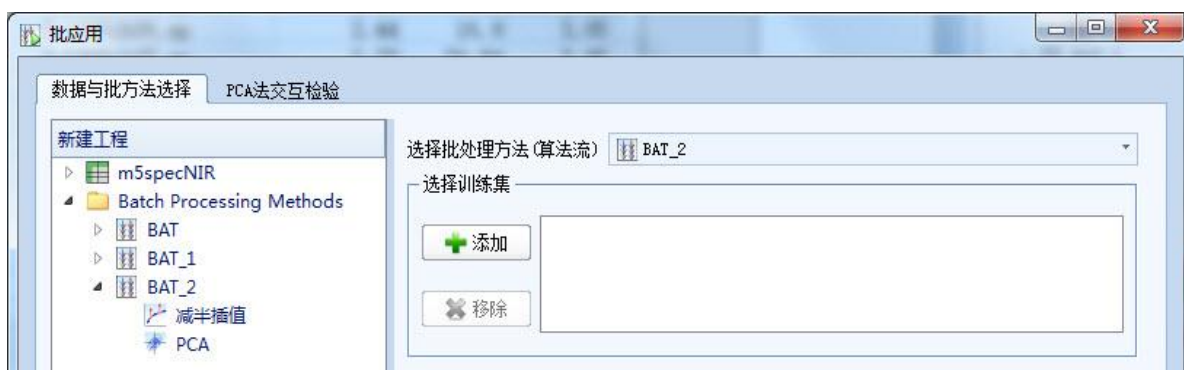 批应用
数据与批方法选择 PCA法交互检验
新建工程
m5specNIR
Batch Processing Methods
BAT
BAT_1
BAT_2
减半插值
PCA
选择批处理方法(算法流) BAT_2
选择训练集
添加
移除